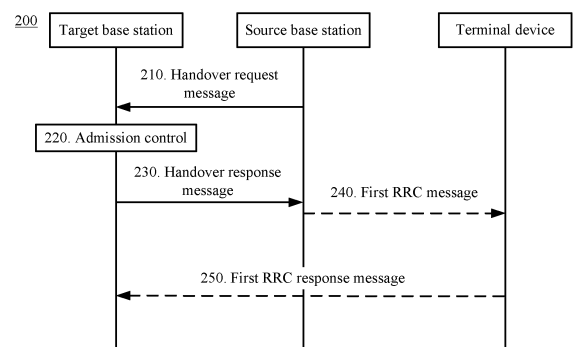 200
Target base station
Source base station
Terminal device
210. Handover request
message
220. Admission control
230. Handover response
message
240. First RRC message
250. First RRC response message